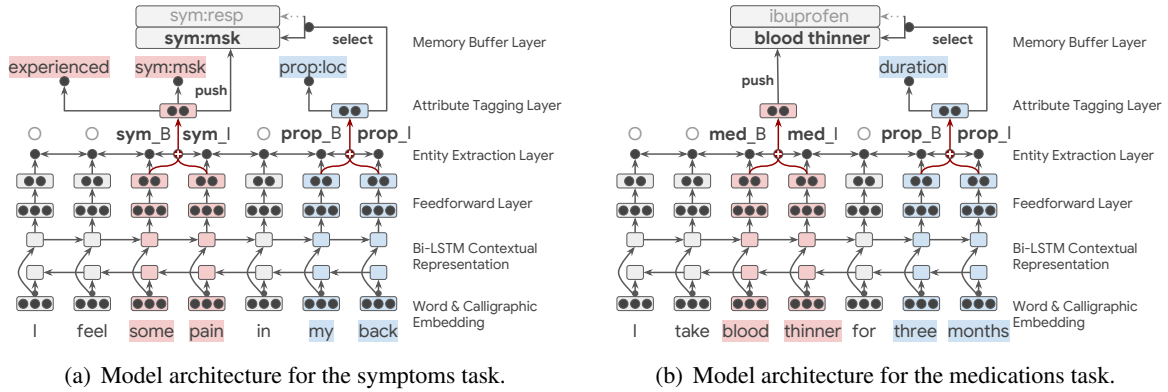 sym:resp
sym:msk
select
Memory Buffer Layer
experienced
sym:msk
prop:loc
push
Attribute Tagging Layer
sym_B
sym_I
prop_B
prop_I
Entity Extraction Layer
Feedforward Layer
Bi-LSTM Contextual
Representation
Word & Calligraphic
Embedding
I feel some pain in my back
(a) Model architecture for the symptoms task.
ibuprofen
blood thinner
select
Memory Buffer Layer
duration
push
Attribute Tagging Layer
med_B
med_I
prop_B
prop_I
Entity Extraction Layer
Feedforward Layer
Bi-LSTM Contextual
Representation
Word & Calligraphic
Embedding
I take blood thinner for three months
(b) Model architecture for the medications task.